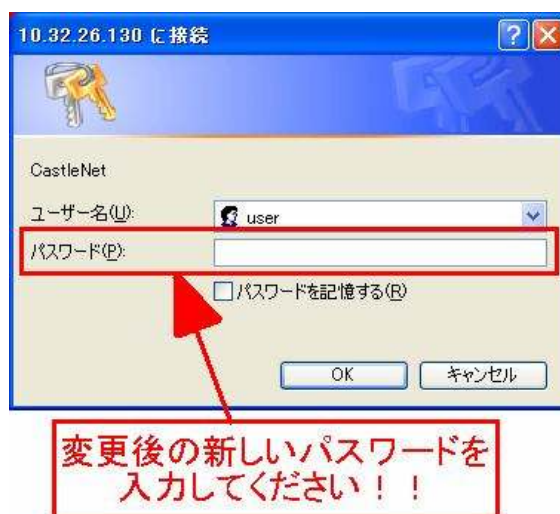 10.32.26.130 に接続
CastleNet
ユーザー名(U):
user
パスワード(P):
パスワードを記憶する(R)
OK
キャンセル
変更後の新しいパスワードを
入力してください！！